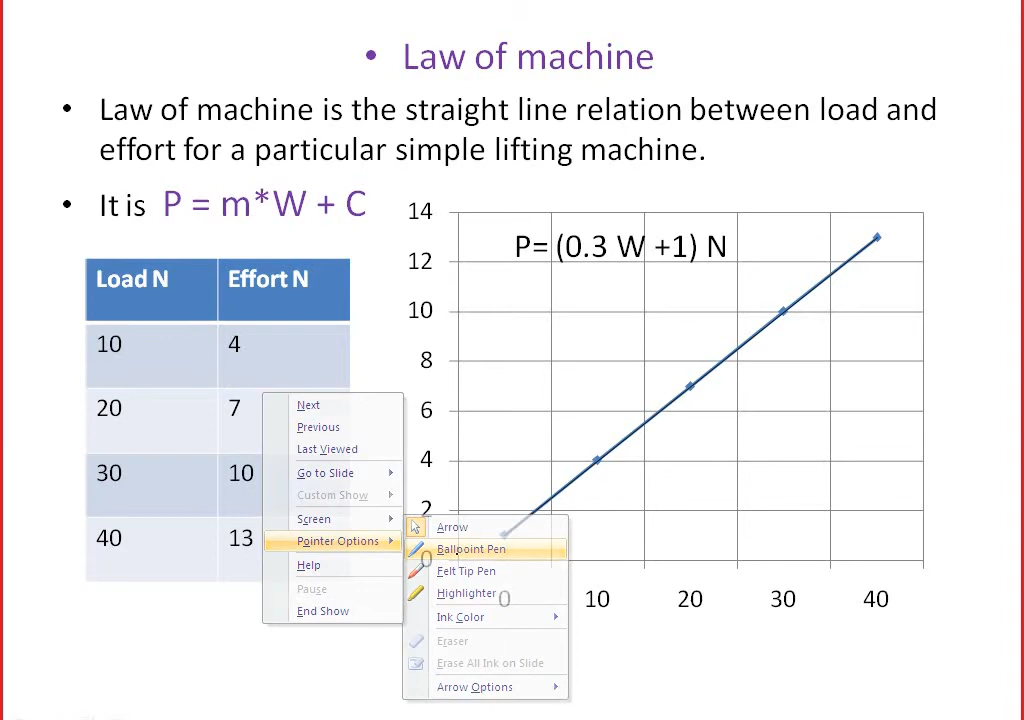 • Law of machine
• Law of machine is the straight line relation between load and
effort for a particular simple lifting machine.
• It is P = m*W + C
Load N Effort N
10 4
20 7
30 10
40 13
P= (0.3 W +1) N
14
12
10
8
6
4
2
0
0 10 20 30 40
Next
Previous
Last Viewed
Go to Slide
Custom Show
Screen
Pointer Options
Help
Pause
End Show
Arrow
Ballpoint Pen
Felt Tip Pen
Highlighter
Ink Color
Eraser
Erase All Ink on Slide
Arrow Options